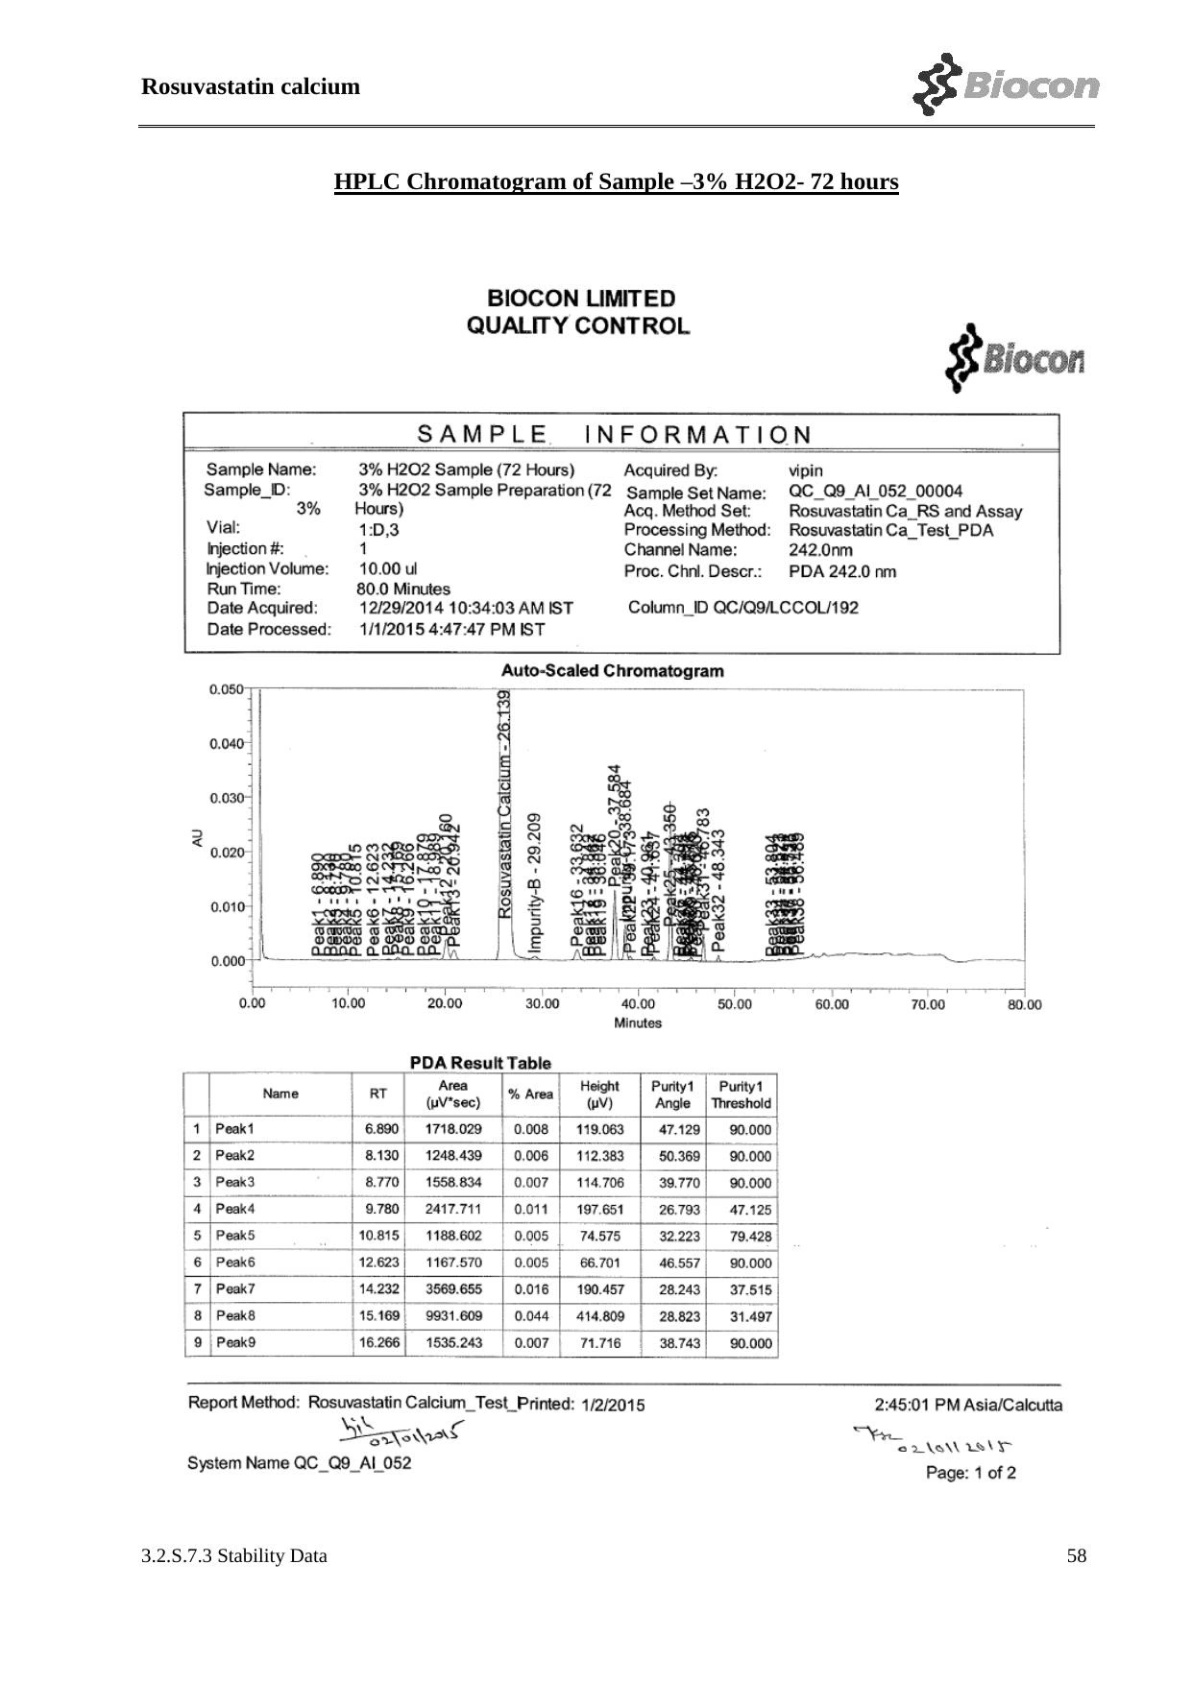 Rosuvastatin calcium
Biocon
HPLC Chromatogram of Sample –3% H2O2- 72 hours
BIOCON LIMITED
QUALITY CONTROL
Biocon
SAMPLE INFORMATION
Sample Name: 3% H2O2 Sample (72 Hours) Acquired By: vipin
Sample_ID: 3% H2O2 Sample Preparation (72 Sample Set Name: QC_Q9_AI_052_00004
3% Hours) Acq. Method Set: Rosuvastatin Ca_RS and Assay
Vial: 1:D,3 Processing Method: Rosuvastatin Ca_Test_PDA
Injection #: 1 Channel Name: 242.0nm
Injection Volume: 10.00 ul Proc. Chnl. Descr.: PDA 242.0 nm
Run Time: 80.0 Minutes
Date Acquired: 12/29/2014 10:34:03 AM IST Column_ID QC/Q9/LCCOL/192
Date Processed: 1/1/2015 4:47:47 PM IST
Auto-Scaled Chromatogram
AU
0.050
0.040
0.030
0.020
0.010
0.000
Peak1 - 6.890
Peak5 - 10.815
Peak6 - 12.623
Peak7 - 14.232
Peak8 - 15.169
Peak9 - 16.266
Peak10 - 17.879
Peak11 - 18.989
Peak12 - 20.160
Peak13 - 20.942
Rosuvastatin Calcium - 26.139
Impurity-B - 29.209
Peak16 - 33.632
Peak20 - 37.584
Peak22 - 39.173
Peak23 - 40.961
Peak24 - 41.637
Peak25 - 43.350
Peak32 - 48.343
Peak33 - 53.804
Peak38 - 56.489
0.00 10.00 20.00 30.00 40.00 50.00 60.00 70.00 80.00
Minutes
PDA Result Table
Name RT Area (µV*sec) % Area Height (µV) Purity1 Angle Purity1 Threshold
1 Peak1 6.890 1718.029 0.008 119.063 47.129 90.000
2 Peak2 8.130 1248.439 0.006 112.383 50.369 90.000
3 Peak3 8.770 1558.834 0.007 114.706 39.770 90.000
4 Peak4 9.780 2417.711 0.011 197.651 26.793 47.125
5 Peak5 10.815 1188.602 0.005 74.575 32.223 79.428
6 Peak6 12.623 1167.570 0.005 66.701 46.557 90.000
7 Peak7 14.232 3569.655 0.016 190.457 28.243 37.515
8 Peak8 15.169 9931.609 0.044 414.809 28.823 31.497
9 Peak9 16.266 1535.243 0.007 71.716 38.743 90.000
Report Method: Rosuvastatin Calcium_Test_Printed: 1/2/2015 2:45:01 PM Asia/Calcutta
02/01/2015
02/01/2015
System Name QC_Q9_AI_052
Page: 1 of 2
3.2.S.7.3 Stability Data 58